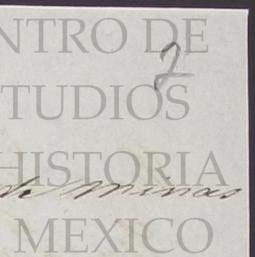 NTRO DE
2
TUDIOS
HISTORIA
de Minas
MEXICO